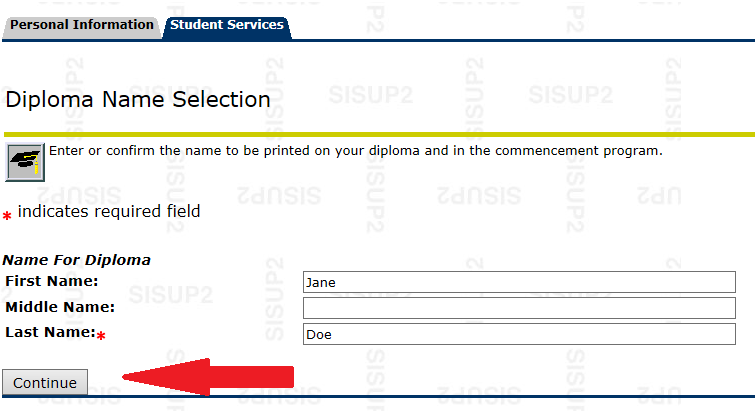 Personal Information Student Services
Diploma Name Selection
Enter or confirm the name to be printed on your diploma and in the commencement program.
* indicates required field
Name For Diploma
First Name: Jane
Middle Name:
Last Name:* Doe
Continue
SISUP2